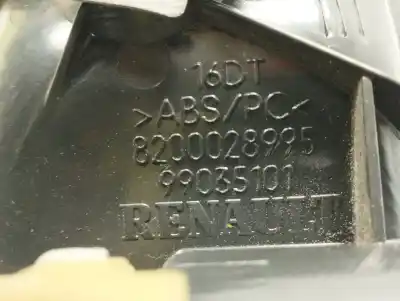 16DT
>ABS/PC<
8200028995
99035101
RENAULT